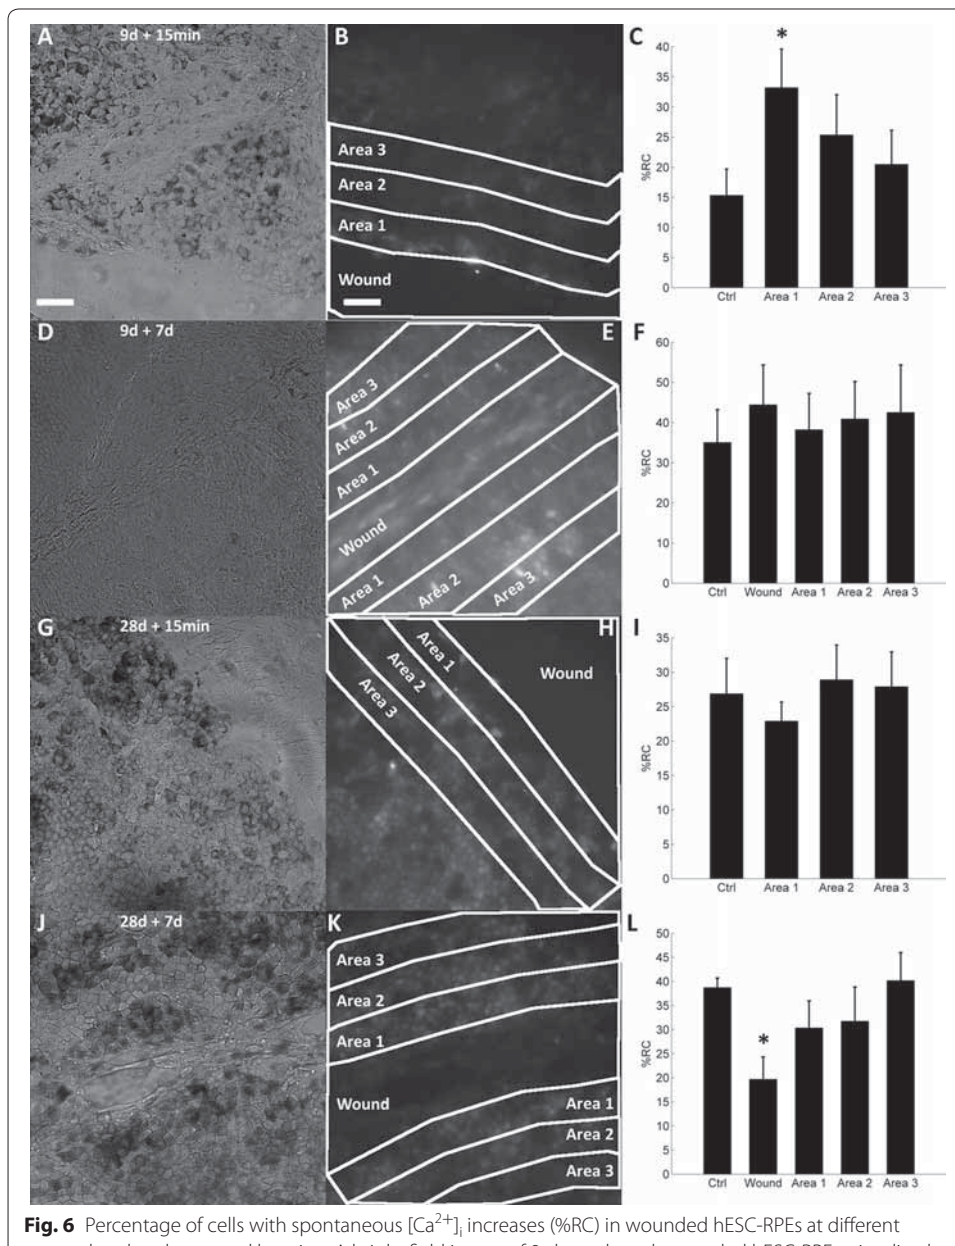 A 9d + 15min
B
Area 3
Area 2
Area 1
Wound
C
*
40
35
30
25
20
15
10
5
0
%RC
Ctrl Area 1 Area 2 Area 3
D 9d + 7d
E
Area 3
Area 2
Area 1
Wound
Area 1
Area 2
Area 3
F
60
50
40
30
20
10
0
%RC
Ctrl Wound Area 1 Area 2 Area 3
G 28d + 15min
H
Area 1
Area 2
Area 3
Wound
I
35
30
25
20
15
10
5
0
%RC
Ctrl Area 1 Area 2 Area 3
J 28d + 7d
K
Area 3
Area 2
Area 1
Wound
Area 1
Area 2
Area 3
L
*
50
45
40
35
30
25
20
15
10
5
0
%RC
Ctrl Wound Area 1 Area 2 Area 3
Fig. 6 Percentage of cells with spontaneous [Ca²⁺]ᵢ increases (%RC) in wounded hESC-RPEs at different